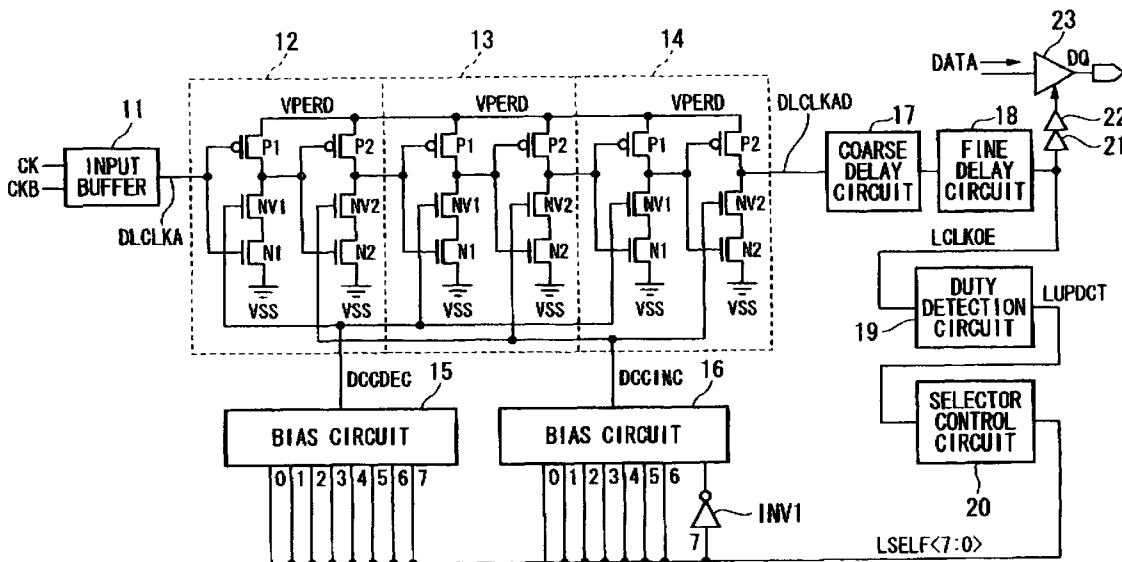 12
13
14
23
DATA
DQ
VPERD
VPERD
VPERD
DLCLKAD
11
17
18
22
21
CK
CKB
INPUT
BUFFER
P1
P2
P1
P2
P1
P2
COARSE
DELAY
CIRCUIT
FINE
DELAY
CIRCUIT
NV1
NV2
NV1
NV2
NV1
NV2
DLCLKA
N1
N2
N1
N2
N1
N2
LCLKOE
VSS
VSS
VSS
VSS
VSS
VSS
DUTY
DETECTION
CIRCUIT
LUPDCT
19
DCCDEC
15
DCCINC
16
BIAS CIRCUIT
BIAS CIRCUIT
SELECTOR
CONTROL
CIRCUIT
0 1 2 3 4 5 6 7
0 1 2 3 4 5 6
INV1
20
7
LSELF<7:0>